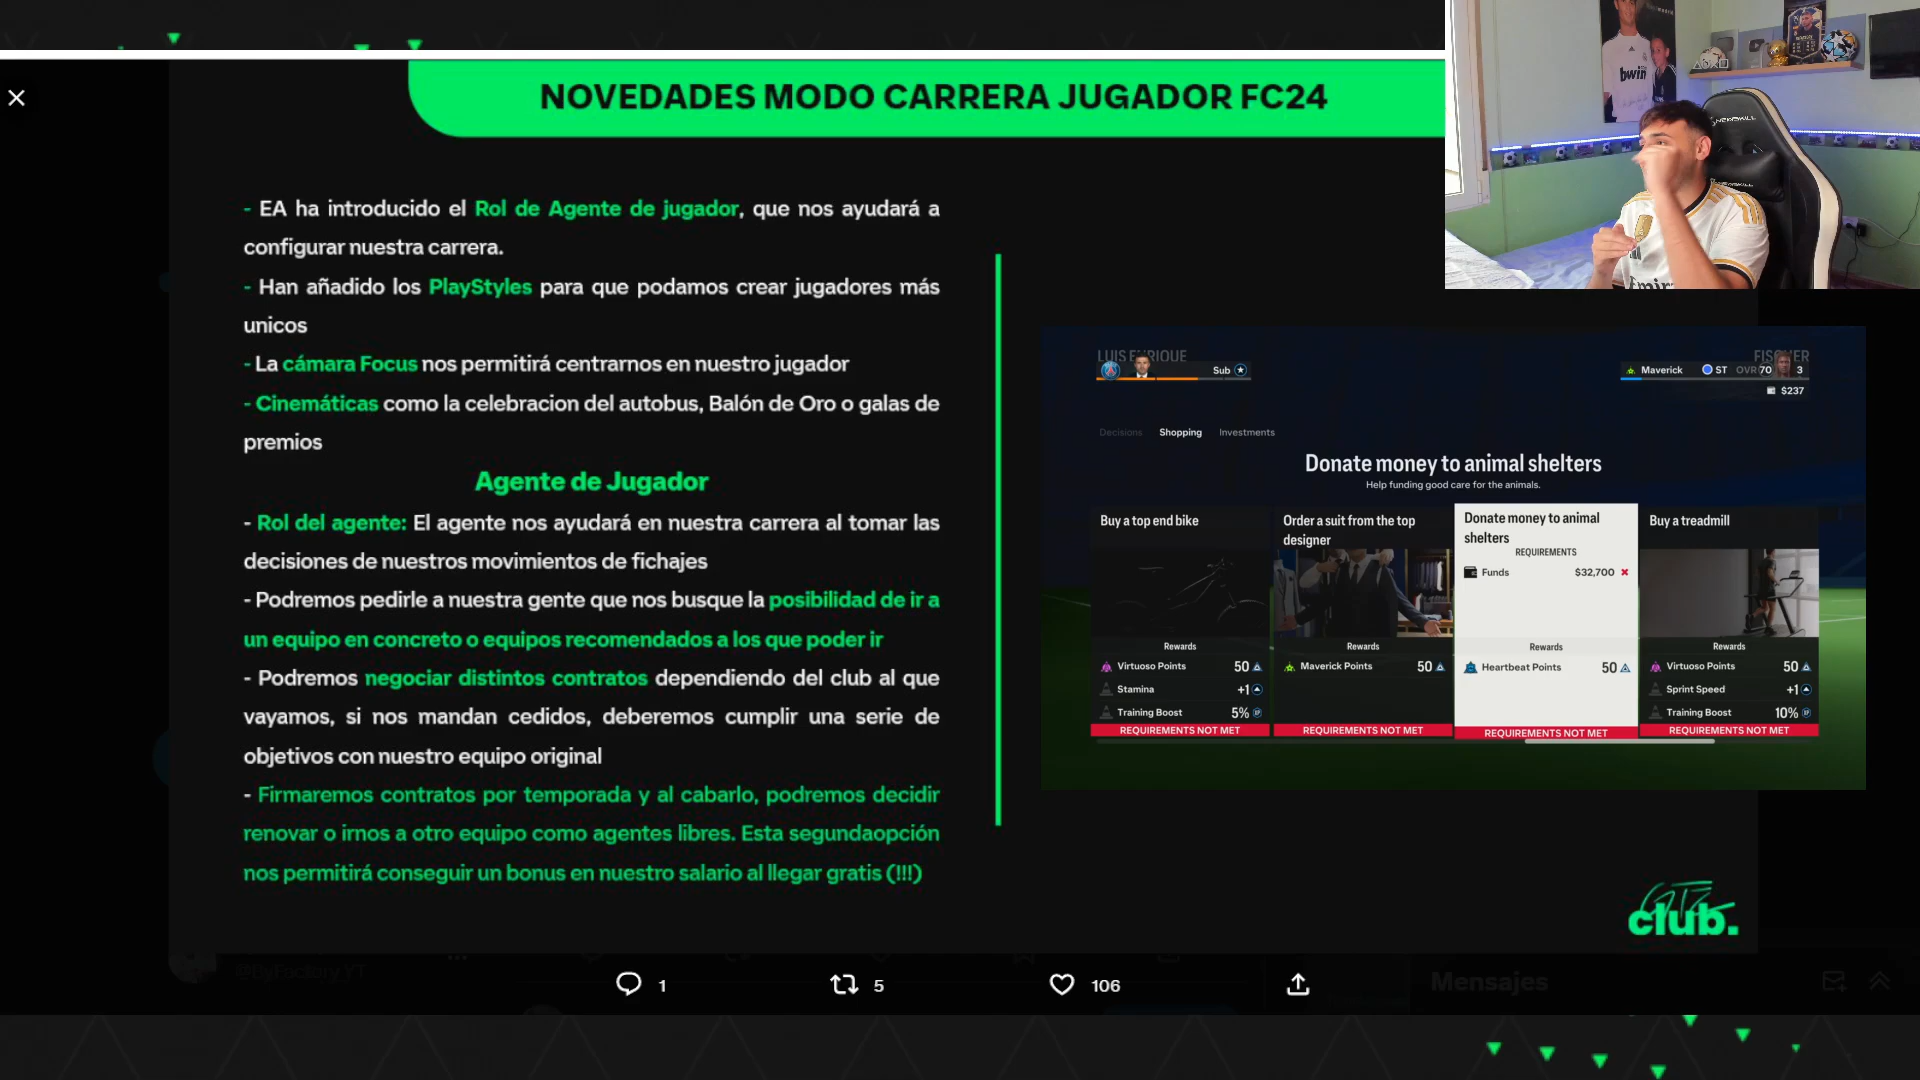 NOVEDADES MODO CARRERA JUGADOR FC24
bwin
- EA ha introducido el Rol de Agente de jugador, que nos ayudará a
configurar nuestra carrera.
- Han añadido los PlayStyles para que podamos crear jugadores más
unicos
- La cámara Focus nos permitirá centrarnos en nuestro jugador
- Cinemáticas como la celebracion del autobus, Balón de Oro o galas de
premios
Agente de Jugador
- Rol del agente: El agente nos ayudará en nuestra carrera al tomar las
decisiones de nuestros movimientos de fichajes
- Podremos pedirle a nuestra gente que nos busque la posibilidad de ir a
un equipo en concreto o equipos recomendados a los que poder ir
- Podremos negociar distintos contratos dependiendo del club al que
vayamos, si nos mandan cedidos, deberemos cumplir una serie de
objetivos con nuestro equipo original
- Firmaremos contratos por temporada y al cabarlo, podremos decidir
renovar o irnos a otro equipo como agentes libres. Esta segundaopción
nos permitirá conseguir un bonus en nuestro salario al llegar gratis (!!!)
LUIS ENRIQUE
Sub
FISCHER
Maverick ST OVR 70 3
$237
Decisions Shopping Investments
Donate money to animal shelters
Help funding good care for the animals.
Buy a top end bike
Rewards
Virtuoso Points 50
Stamina +1
Training Boost 5%
REQUIREMENTS NOT MET
Order a suit from the top
designer
Rewards
Maverick Points 50
REQUIREMENTS NOT MET
Donate money to animal
shelters
REQUIREMENTS
Funds $32,700
Rewards
Heartbeat Points 50
REQUIREMENTS NOT MET
Buy a treadmill
Rewards
Virtuoso Points 50
Sprint Speed +1
Training Boost 10%
REQUIREMENTS NOT MET
club.
1 5 106
Mensajes